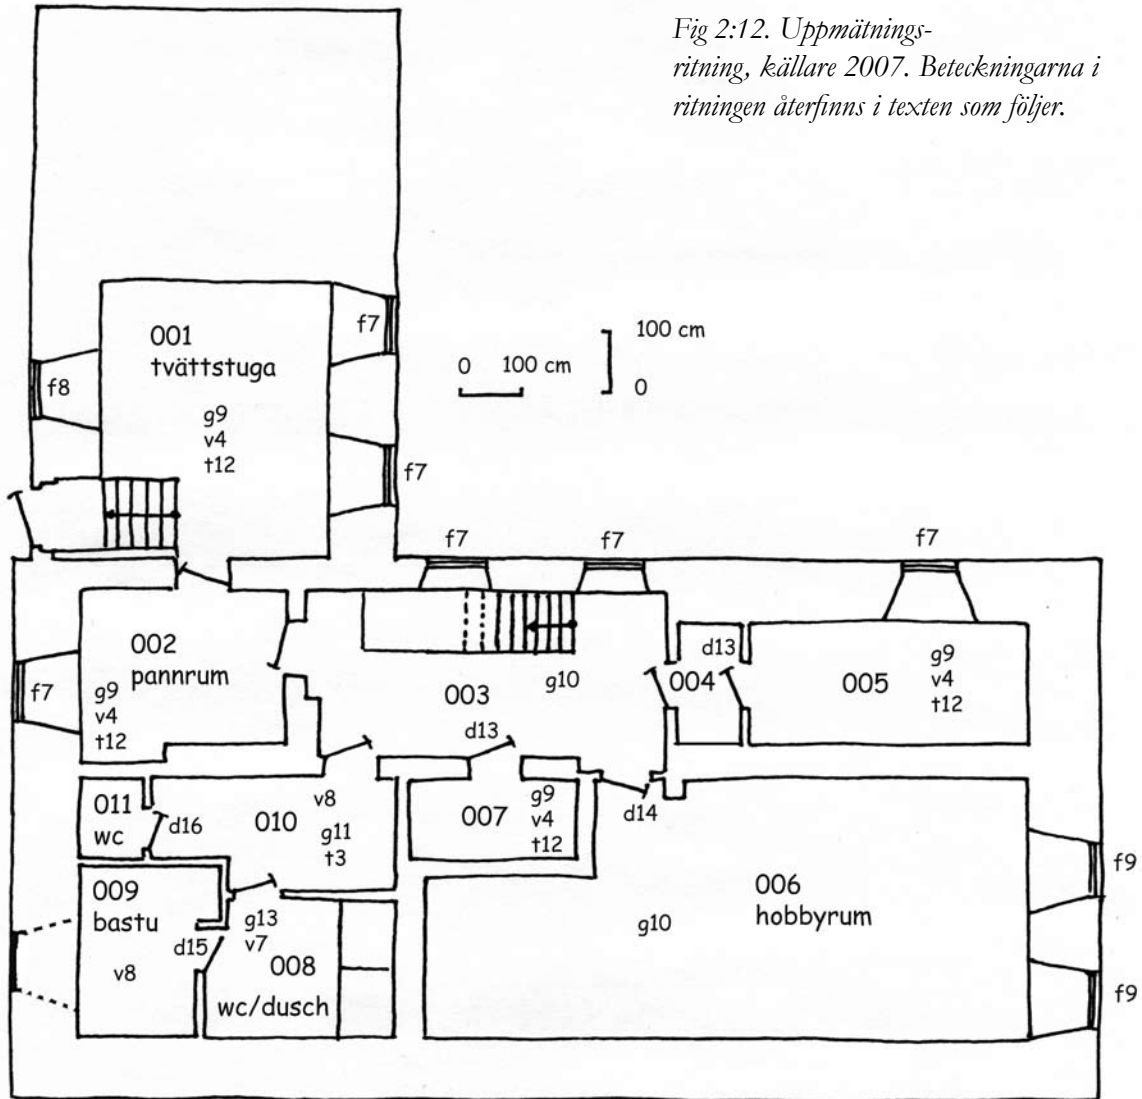 Fig 2:12. Uppmätnings-
ritning, källare 2007. Beteckningarna i
ritningen återfinns i texten som följer.
001
tvättstuga
g9
v4
t12
f7
f8
f7
0 100 cm
100 cm
0
f7
f7
f7
002
pannrum
g9
v4
t12
f7
003
g10
d13
004
d13
005
g9
v4
t12
011
wc
d16
010
v8
g11
t3
007
g9
v4
t12
d14
006
hobbyrum
g10
f9
f9
009
bastu
v8
d15
g13
v7
008
wc/dusch